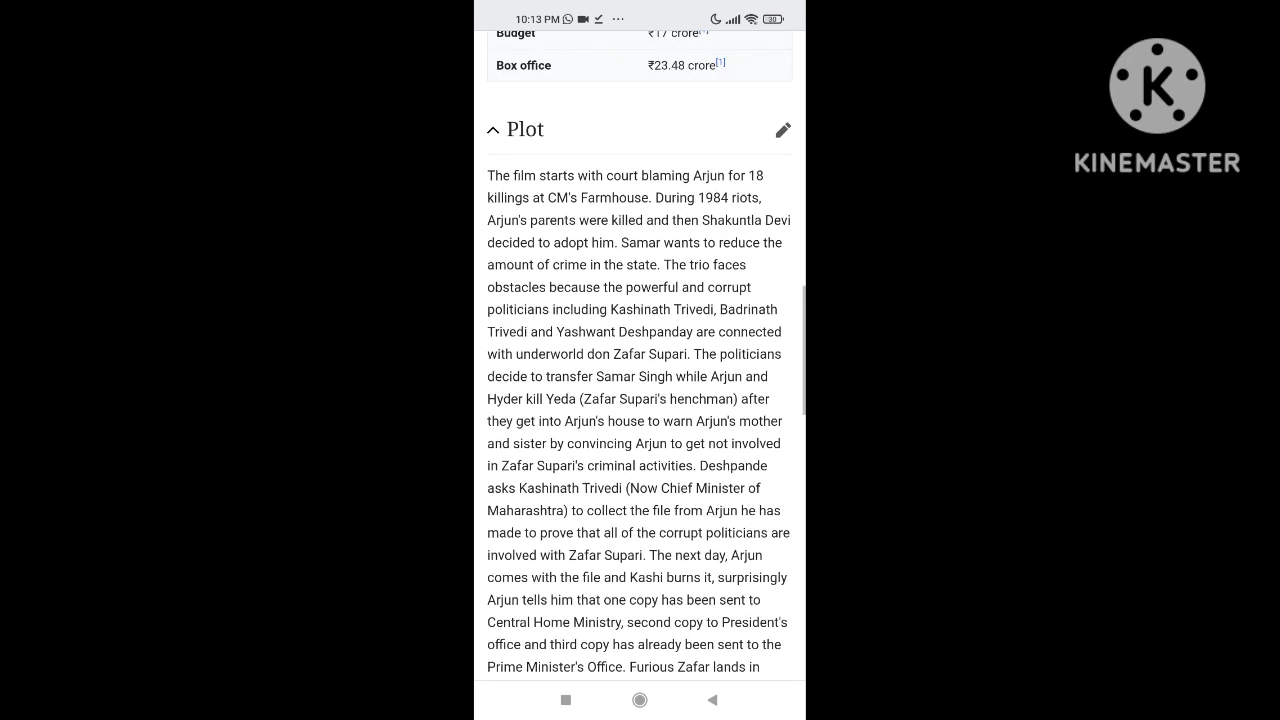 10:13 PM
30
Budget ₹17 crore[1]
Box office ₹23.48 crore[1]
Plot
The film starts with court blaming Arjun for 18
killings at CM's Farmhouse. During 1984 riots,
Arjun's parents were killed and then Shakuntla Devi
decided to adopt him. Samar wants to reduce the
amount of crime in the state. The trio faces
obstacles because the powerful and corrupt
politicians including Kashinath Trivedi, Badrinath
Trivedi and Yashwant Deshpanday are connected
with underworld don Zafar Supari. The politicians
decide to transfer Samar Singh while Arjun and
Hyder kill Yeda (Zafar Supari's henchman) after
they get into Arjun's house to warn Arjun's mother
and sister by convincing Arjun to get not involved
in Zafar Supari's criminal activities. Deshpande
asks Kashinath Trivedi (Now Chief Minister of
Maharashtra) to collect the file from Arjun he has
made to prove that all of the corrupt politicians are
involved with Zafar Supari. The next day, Arjun
comes with the file and Kashi burns it, surprisingly
Arjun tells him that one copy has been sent to
Central Home Ministry, second copy to President's
office and third copy has already been sent to the
Prime Minister's Office. Furious Zafar lands in
K
KINEMASTER